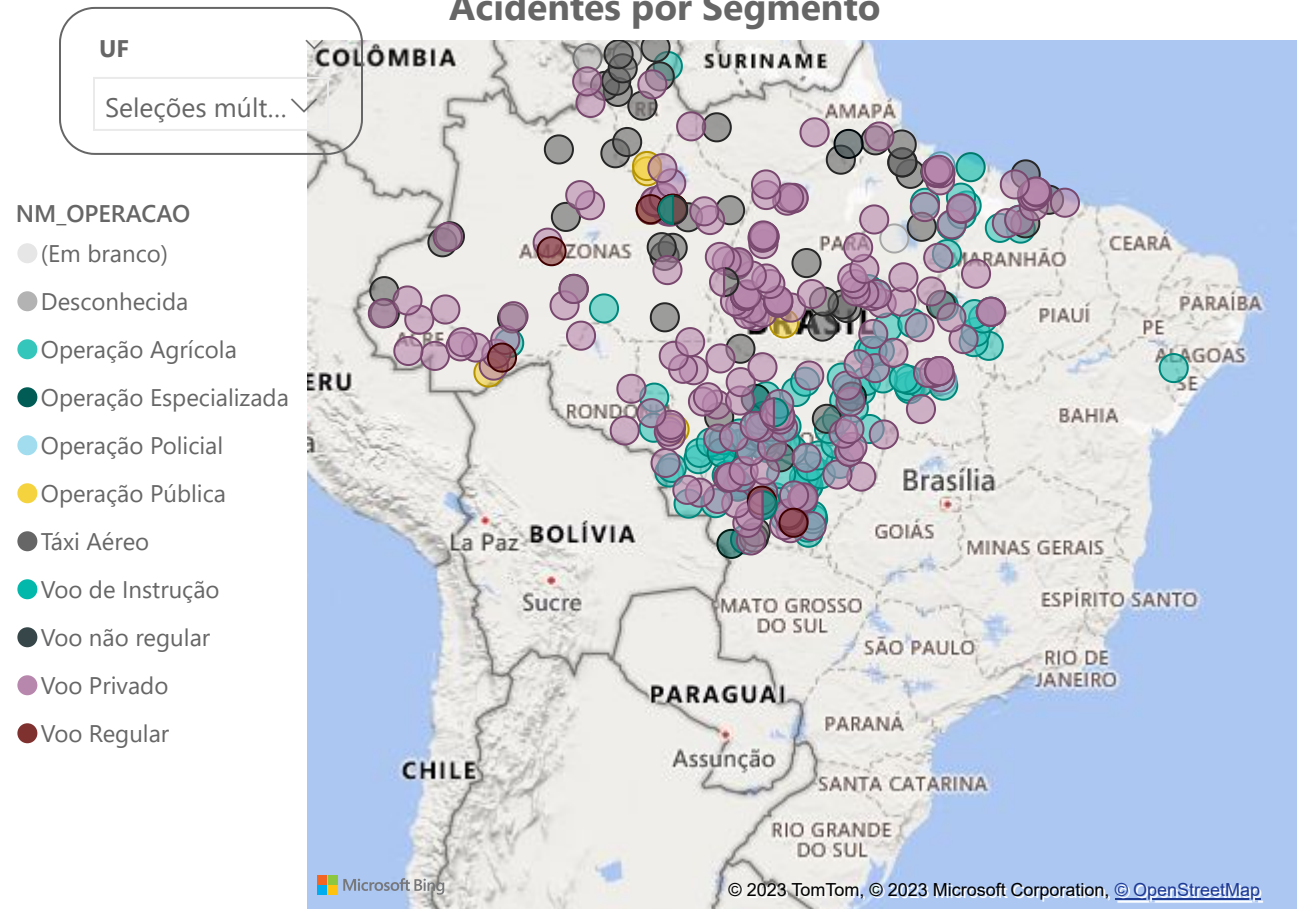 Acidentes por Segmento
UF
Seleções múlt...
NM_OPERACAO
(Em branco)
Desconhecida
Operação Agrícola
Operação Especializada
Operação Policial
Operação Pública
Táxi Aéreo
Voo de Instrução
Voo não regular
Voo Privado
Voo Regular
COLÔMBIA
SURINAME
RR
AMAPÁ
AMAZONAS
PARÁ
MARANHÃO
CEARÁ
ACRE
BRASIL
PIAUÍ
PARAÍBA
PE
ALAGOAS
SE
ERU
BAHIA
Brasília
BOLÍVIA
La Paz
GOIÁS
MINAS GERAIS
Sucre
MATO GROSSO
DO SUL
ESPÍRITO SANTO
SÃO PAULO
RIO DE
JANEIRO
PARAGUAI
PARANÁ
Assunção
CHILE
SANTA CATARINA
RIO GRANDE
DO SUL
Microsoft Bing
© 2023 TomTom, © 2023 Microsoft Corporation, © OpenStreetMap